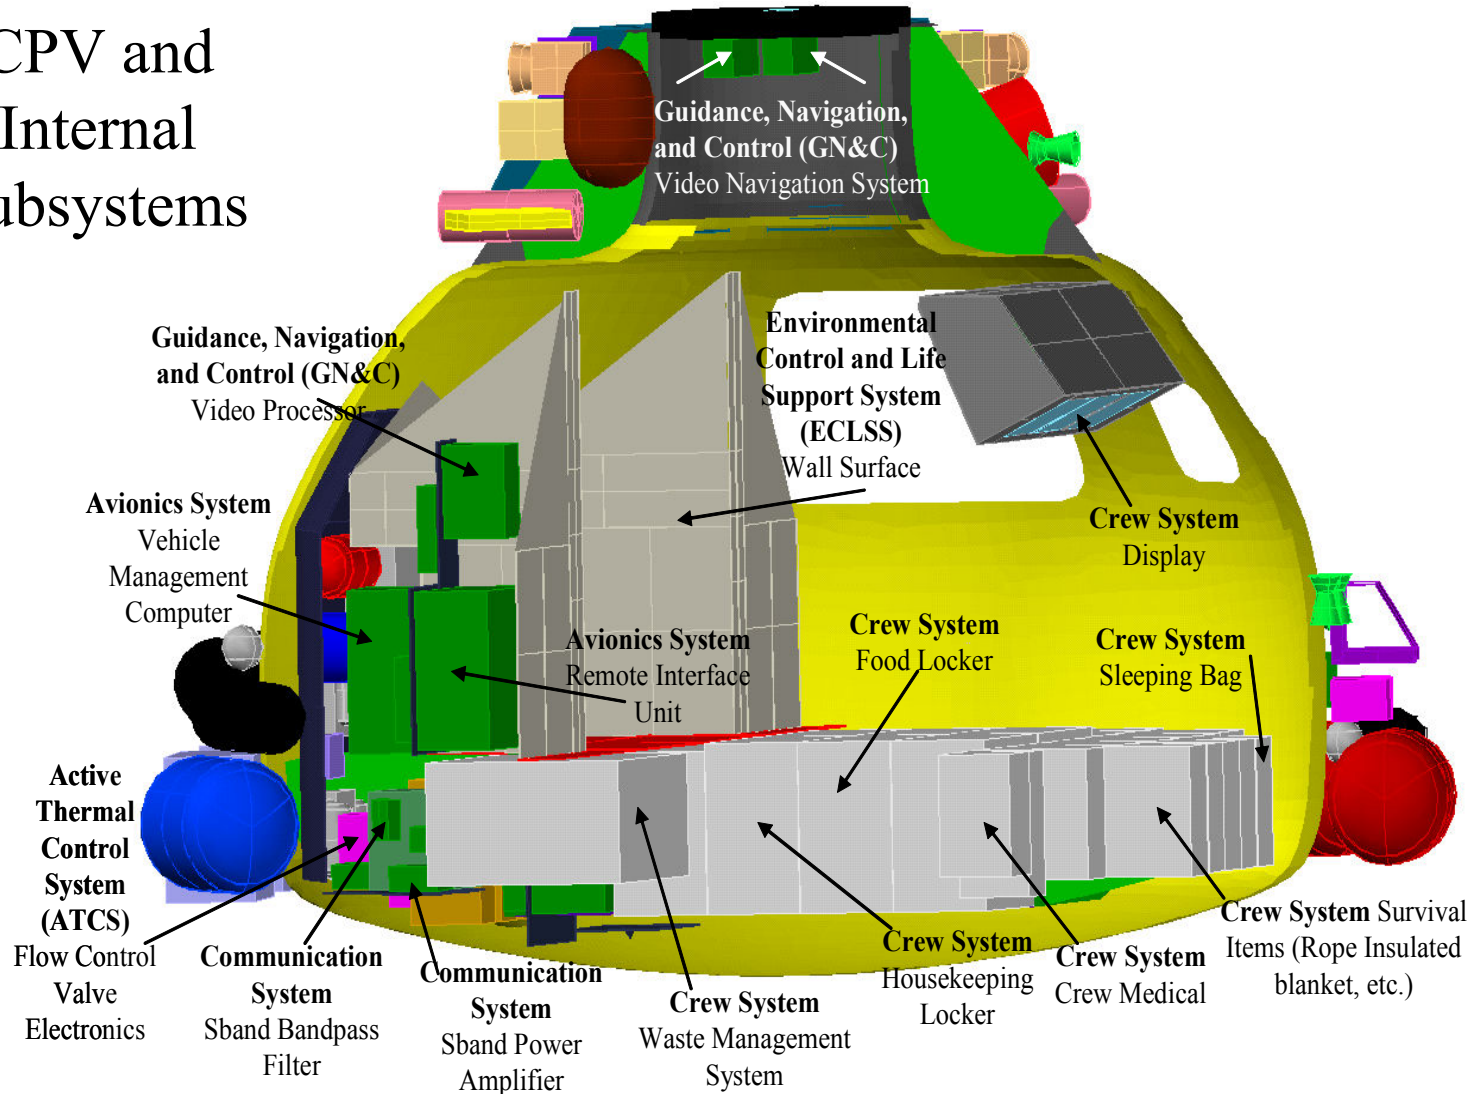 CPV and
Internal
ubsystems
Guidance, Navigation,
and Control (GN&C)
Video Navigation System
Guidance, Navigation,
and Control (GN&C)
Video Processor
Environmental
Control and Life
Support System
(ECLSS)
Wall Surface
Avionics System
Vehicle
Management
Computer
Crew System
Display
Avionics System
Remote Interface
Unit
Crew System
Food Locker
Crew System
Sleeping Bag
Active
Thermal
Control
System
(ATCS)
Flow Control
Valve
Electronics
Communication
System
Sband Bandpass
Filter
Communication
System
Sband Power
Amplifier
Crew System
Waste Management
System
Crew System
Housekeeping
Locker
Crew System
Crew Medical
Crew System Survival
Items (Rope Insulated
blanket, etc.)